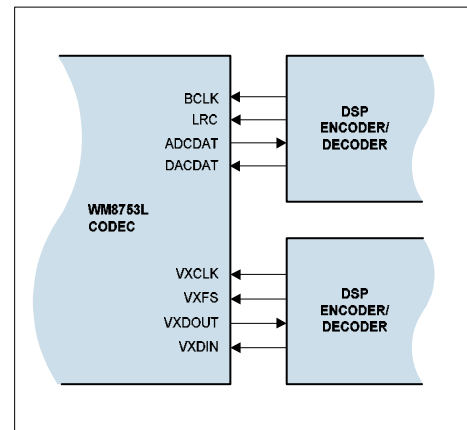 BCLK
LRC
ADCDAT
DACDAT
DSP
ENCODER/
DECODER
WM8753L
CODEC
VXCLK
VXFS
VXDOUT
VXDIN
DSP
ENCODER/
DECODER